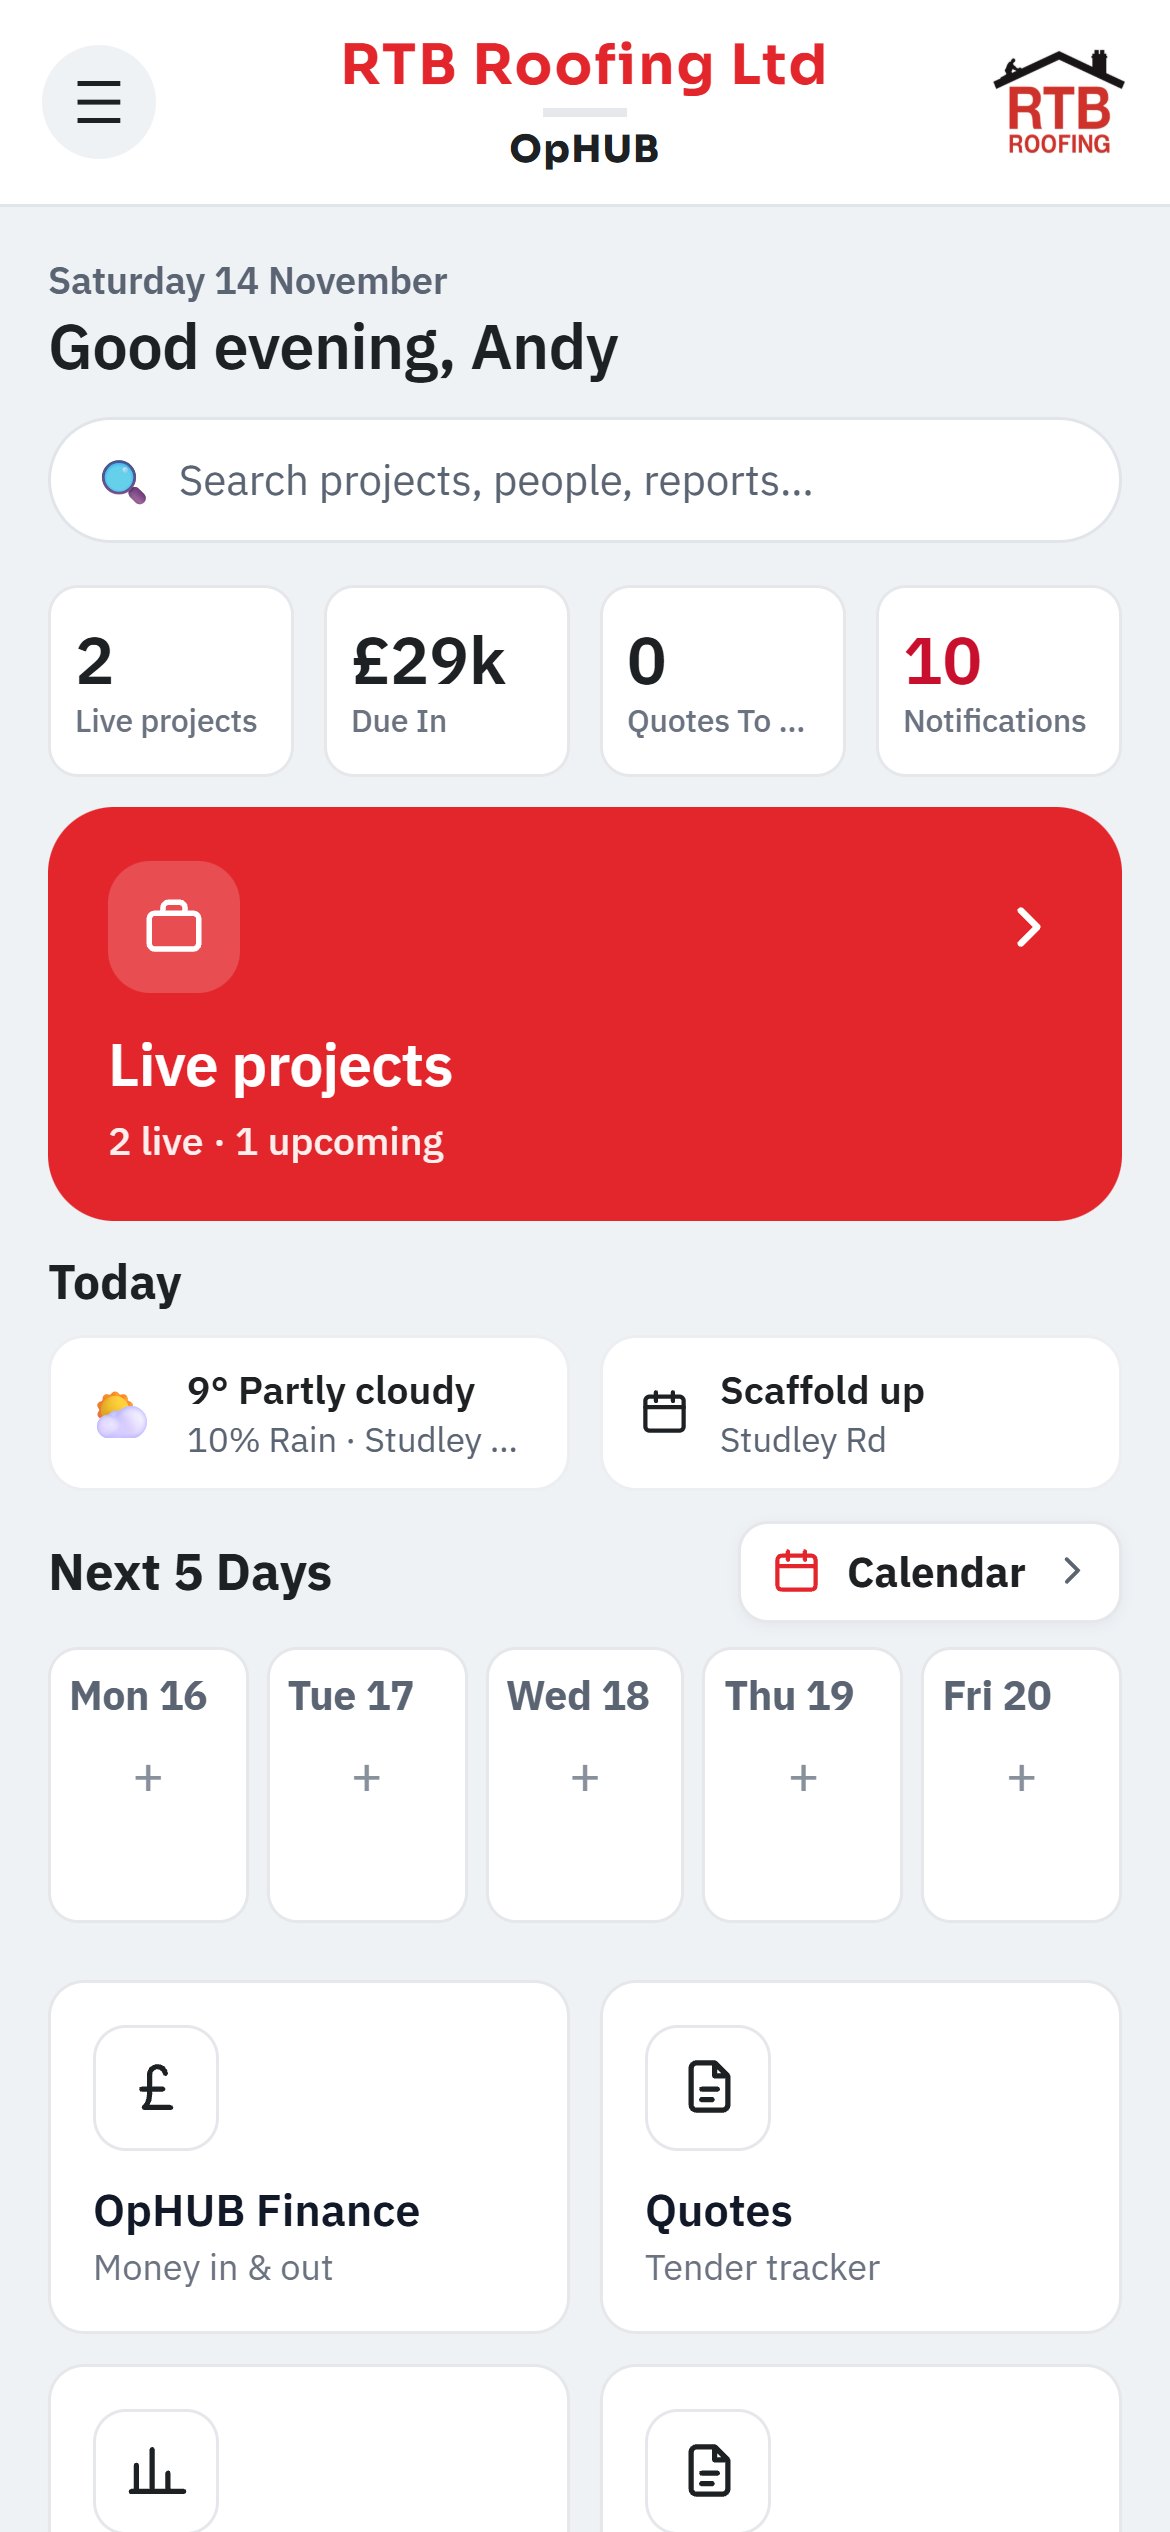 RTB Roofing Ltd
OpHUB
RTB
ROOFING
Saturday 14 November
Good evening, Andy
Search projects, people, reports...
2
Live projects
£29k
Due In
0
Quotes To ...
10
Notifications
Live projects
2 live · 1 upcoming
Today
9° Partly cloudy
10% Rain · Studley ...
Scaffold up
Studley Rd
Next 5 Days
Calendar
Mon 16
+
Tue 17
+
Wed 18
+
Thu 19
+
Fri 20
+
£
OpHUB Finance
Money in & out
Quotes
Tender tracker